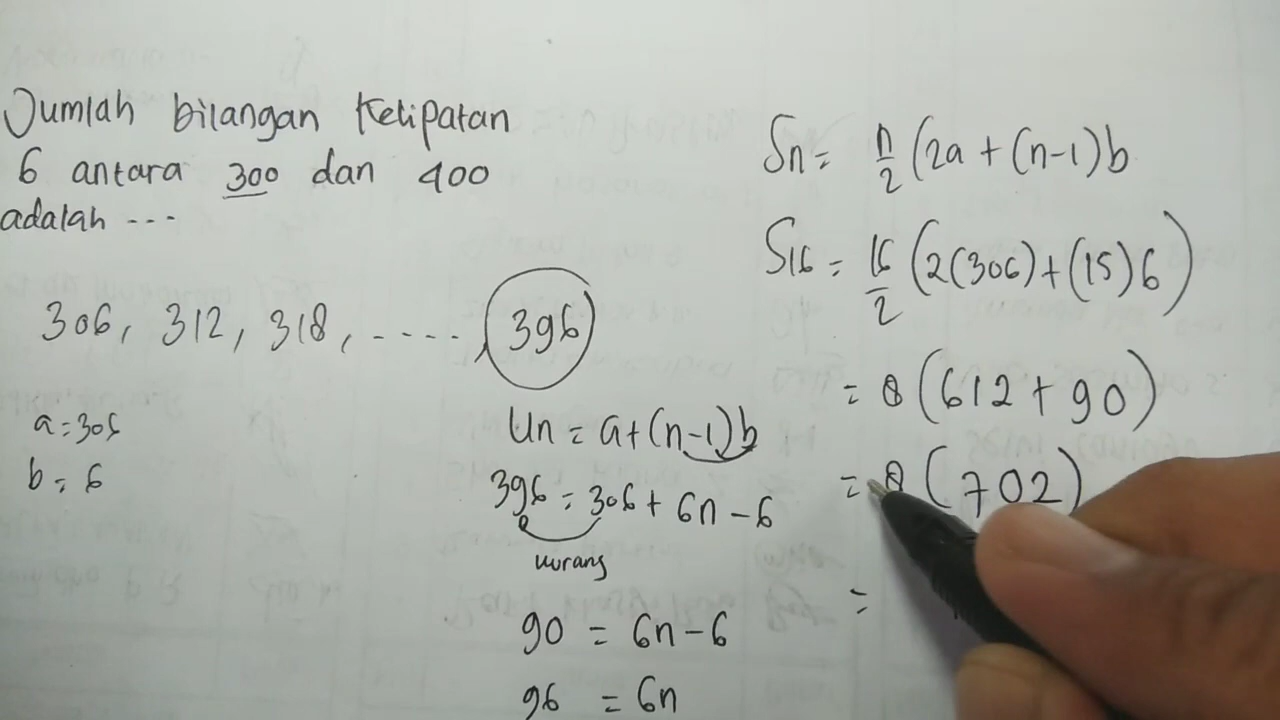 Jumlah bilangan kelipatan
6 antara 300 dan 400
adalah ---
306, 312, 318, ...., 396
a = 306
b = 6
Un = a+(n-1)b
396 = 306 + 6n - 6
kurang
90 = 6n - 6
96 = 6n
Sn = n/2 (2a + (n-1)b
S16 = 16/2 (2(306) + (15)6)
= 8 (612 + 90)
= 8 (702)
=